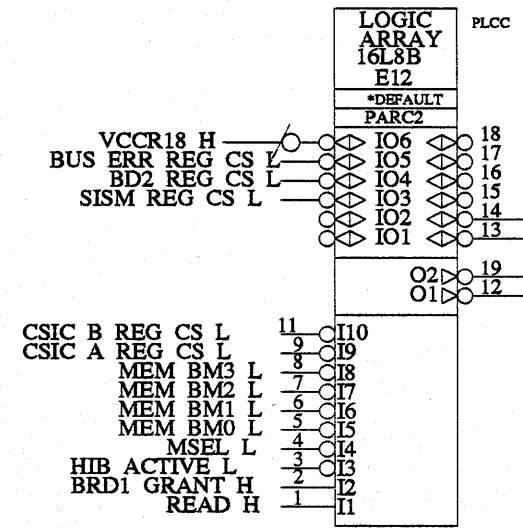 LOGIC PLCC
ARRAY
16L8B
E12
*DEFAULT
PARC2
VCCR18 H IO6 18
BUS ERR REG CS L IO5 17
BD2 REG CS L IO4 16
SISM REG CS L IO3 15
IO2 14
IO1 13
O2 19
O1 12
CSIC B REG CS L 11 I10
CSIC A REG CS L 9 I9
MEM BM3 L 8 I8
MEM BM2 L 7 I7
MEM BM1 L 6 I6
MEM BM0 L 5 I5
MSEL L 4 I4
HIB ACTIVE L 3 I3
BRD1 GRANT H 2 I2
READ H 1 I1